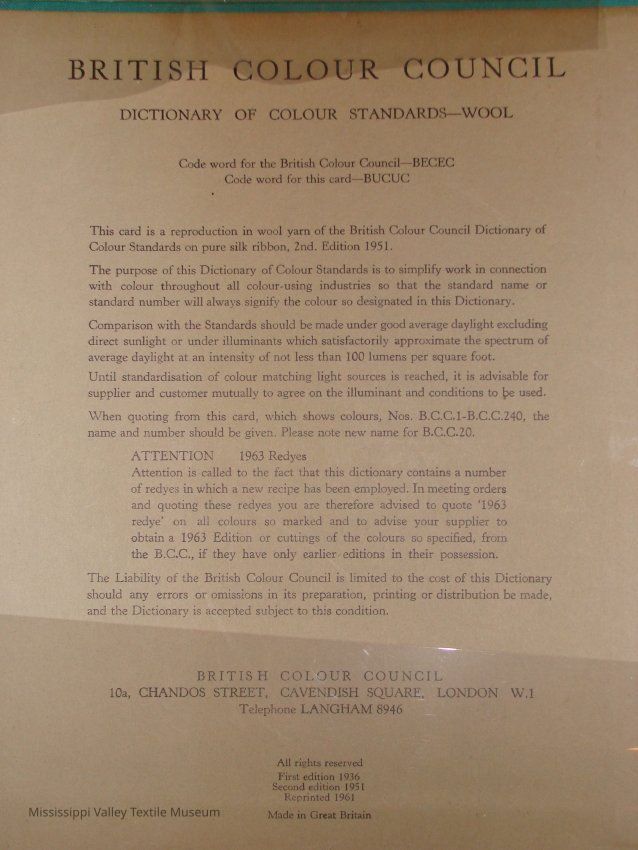 BRITISH COLOUR COUNCIL
DICTIONARY OF COLOUR STANDARDS—WOOL
Code word for the British Colour Council—BECEC
Code word for this card—BUCUC
This card is a reproduction in wool yarn of the British Colour Council Dictionary of
Colour Standards on pure silk ribbon, 2nd. Edition 1951.
The purpose of this Dictionary of Colour Standards is to simplify work in connection
with colour throughout all colour-using industries so that the standard name or
standard number will always signify the colour so designated in this Dictionary.
Comparison with the Standards should be made under good average daylight excluding
direct sunlight or under illuminants which satisfactorily approximate the spectrum of
average daylight at an intensity of not less than 100 lumens per square foot.
Until standardisation of colour matching light sources is reached, it is advisable for
supplier and customer mutually to agree on the illuminant and conditions to be used.
When quoting from this card, which shows colours, Nos. B.C.C.1-B.C.C.240, the
name and number should be given. Please note new name for B.C.C.20.
ATTENTION 1963 Redyes
Attention is called to the fact that this dictionary contains a number
of redyes in which a new recipe has been employed. In meeting orders
and quoting these redyes you are therefore advised to quote '1963
redye' on all colours so marked and to advise your supplier to
obtain a 1963 Edition or cuttings of the colours so specified, from
the B.C.C., if they have only earlier editions in their possession.
The Liability of the British Colour Council is limited to the cost of this Dictionary
should any errors or omissions in its preparation, printing or distribution be made,
and the Dictionary is accepted subject to this condition.
BRITISH COLOUR COUNCIL
10a, CHANDOS STREET, CAVENDISH SQUARE, LONDON W.1
Telephone LANGHAM 8946
All rights reserved
First edition 1936
Second edition 1951
Reprinted 1961
Made in Great Britain
Mississippi Valley Textile Museum